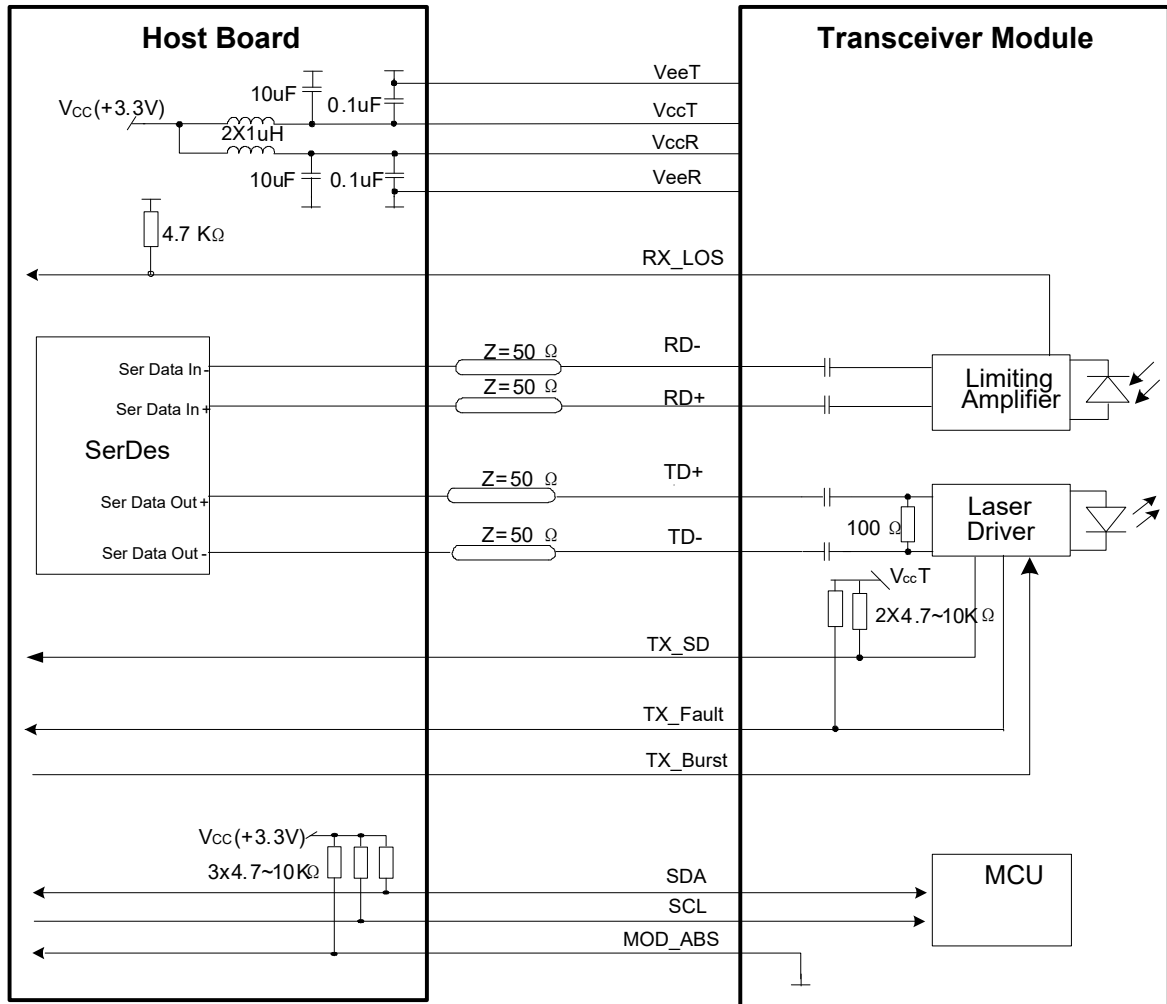 Host Board
Transceiver Module
VeeT
10uF
0.1uF
Vcc(+3.3V)
VccT
2X1uH
VccR
10uF
0.1uF
VeeR
4.7 KΩ
RX_LOS
Z=50 Ω
RD-
Ser Data In-
Limiting
Amplifier
Z=50 Ω
RD+
Ser Data In+
SerDes
Z=50 Ω
TD+
Ser Data Out+
Laser
Driver
100 Ω
Z=50 Ω
TD-
Ser Data Out-
VccT
2X4.7~10KΩ
TX_SD
TX_Fault
TX_Burst
Vcc(+3.3V)
3x4.7~10KΩ
SDA
MCU
SCL
MOD_ABS